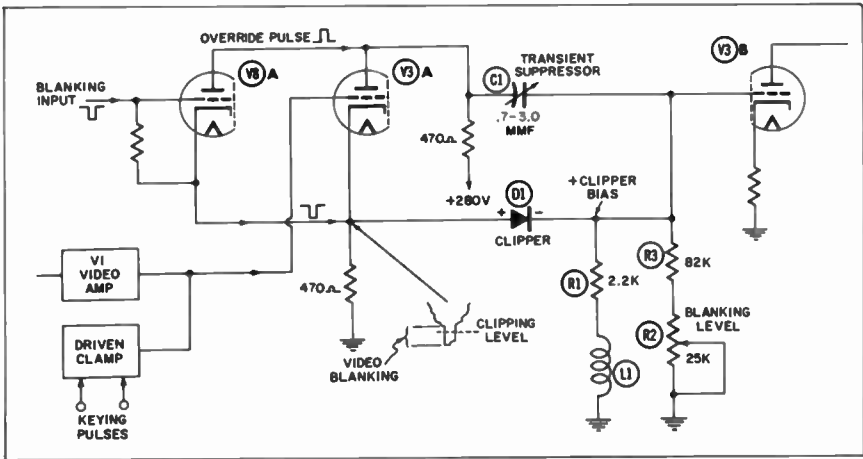 OVERRIDE PULSE
V8 A
V3 A
V3 B
BLANKING
INPUT
C1
TRANSIENT
SUPPRESSOR
.7-3.0
MMF
470Ω
+280V
D1
+ CLIPPER
BIAS
+
-
CLIPPER
V1
VIDEO
AMP
470Ω
R1
2.2K
R3
82K
CLIPPING
LEVEL
VIDEO
BLANKING
BLANKING
LEVEL
R2
25K
L1
DRIVEN
CLAMP
KEYING
PULSES